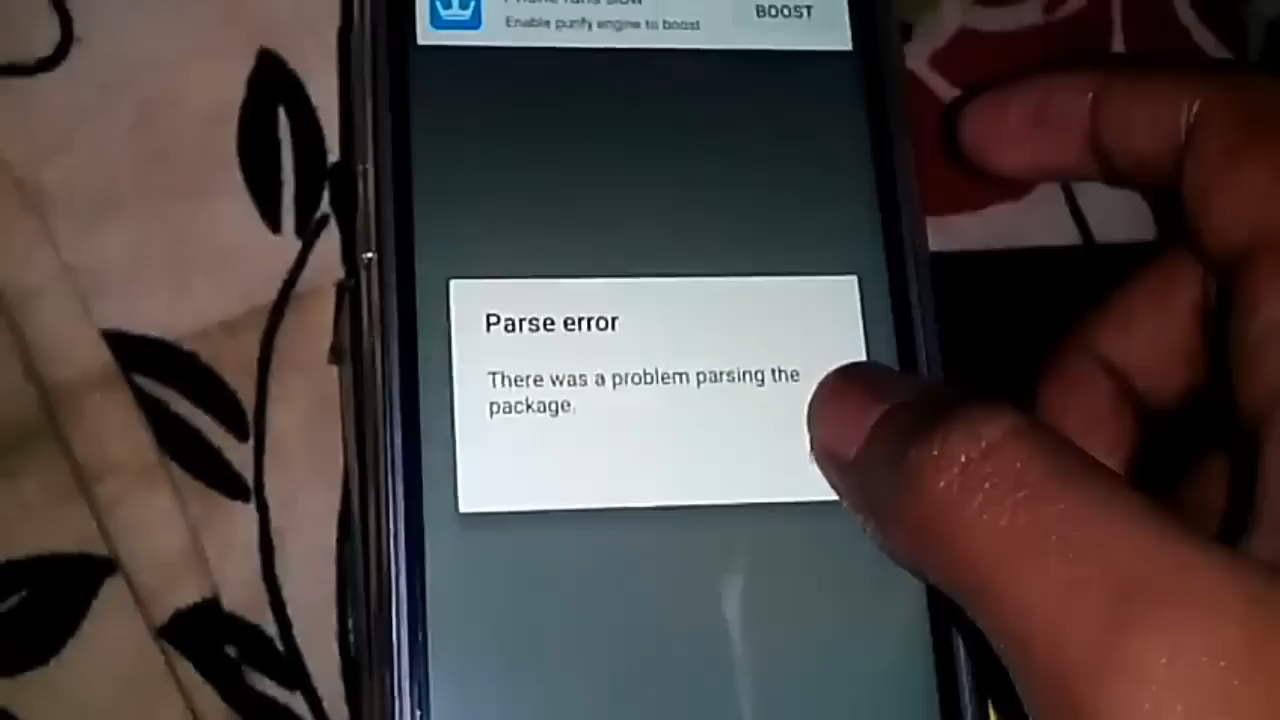 Enable purify engine to boost
BOOST
Parse error
There was a problem parsing the
package.